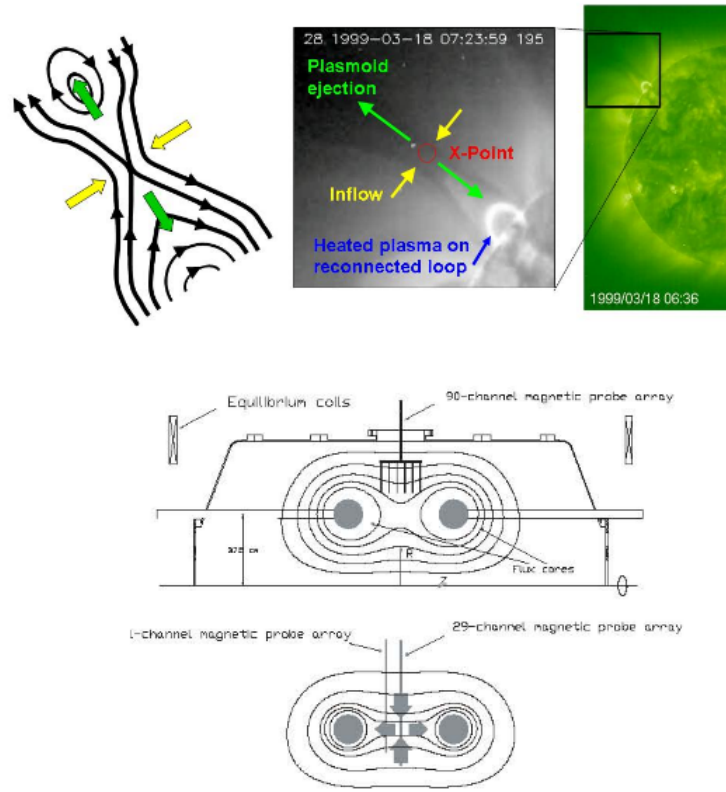 28 1999-03-18 07:23:59 195
Plasmoid
ejection
X-Point
Inflow
Heated plasma on
reconnected loop
1999/03/18 06:36
Equilibrium coils
90-channel magnetic probe array
R
Flux cores
Z
1-channel magnetic probe array
29-channel magnetic probe array